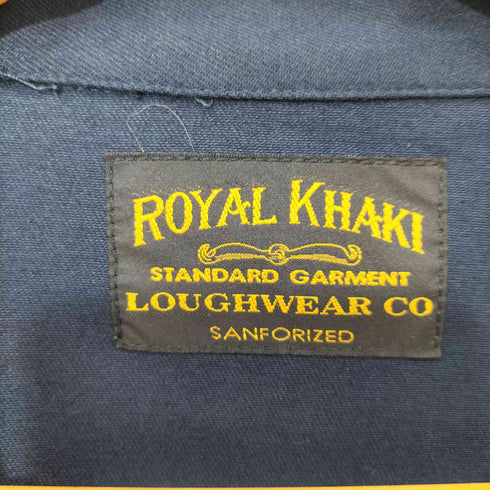 ROYAL KHAKI
STANDARD GARMENT
LOUGHWEAR CO
SANFORIZED